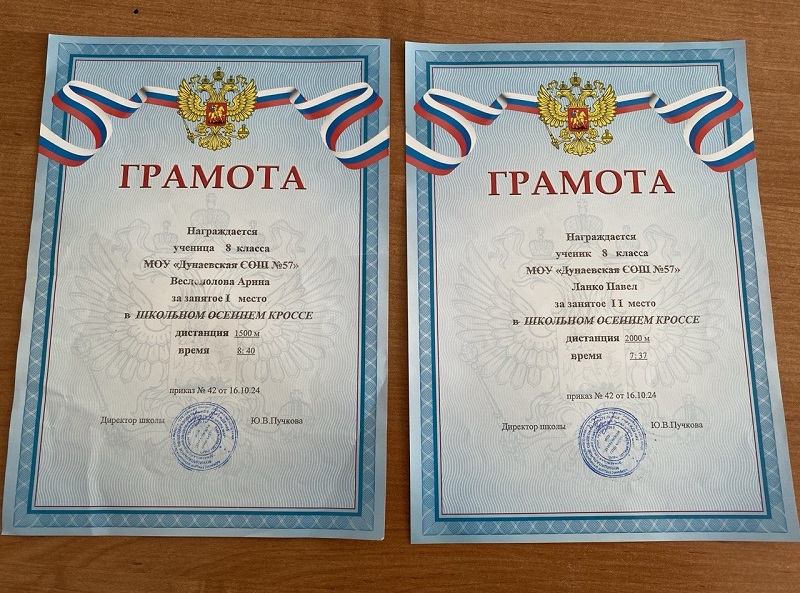 ГРАМОТА
Награждается
ученица 8 класса
МОУ «Дунаевская СОШ №57»
Арина
за занятое I место
в ШКОЛЬНОМ ОСЕННЕМ КРОССЕ
дистанция 1500 м
время 8: 40
приказ № 42 от 16.10.24
Директор школы Ю.В.Пучкова
ГРАМОТА
Награждается
ученик 8 класса
МОУ «Дунаевская СОШ №57»
Ланко Павел
за занятое II место
в ШКОЛЬНОМ ОСЕННЕМ КРОССЕ
дистанция 2000 м
время 7: 37
приказ № 42 от 16.10.24
Директор школы Ю.В.Пучкова